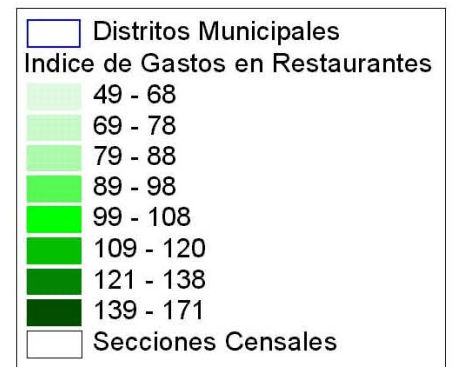 Distritos Municipales
Indice de Gastos en Restaurantes
49 - 68
69 - 78
79 - 88
89 - 98
99 - 108
109 - 120
121 - 138
139 - 171
Secciones Censales